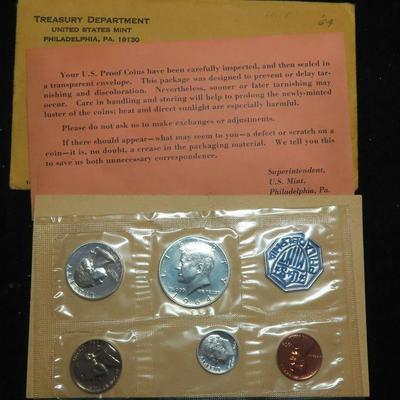 TREASURY DEPARTMENT
UNITED STATES MINT
PHILADELPHIA, PA. 19130
Your U.S. Proof Coins have been carefully inspected, and then sealed in
a transparent envelope. This package was designed to prevent or delay tar-
nishing and discoloration. Nevertheless, sooner or later tarnishing may
occur. Care in handling and storing will help to prolong the newly-minted
luster of the coins; heat and direct sunlight are especially harmful.
Please do not ask us to make exchanges or adjustments.
If there should appear—what may seem to you—a defect or scratch on a
coin—it is, no doubt, a crease in the packaging material. We tell you this
to save us both unnecessary correspondence.
Superintendent,
U.S. Mint,
Philadelphia, Pa.
LIBERTY
1964